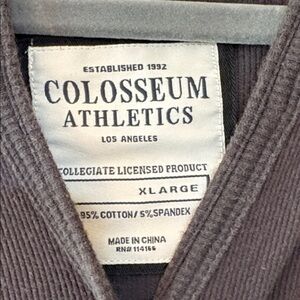 ESTABLISHED 1992
COLOSSEUM
ATHLETICS
LOS ANGELES
COLLEGIATE LICENSED PRODUCT
XLARGE
95% COTTON/5% SPANDEX
MADE IN CHINA
RN# 114166